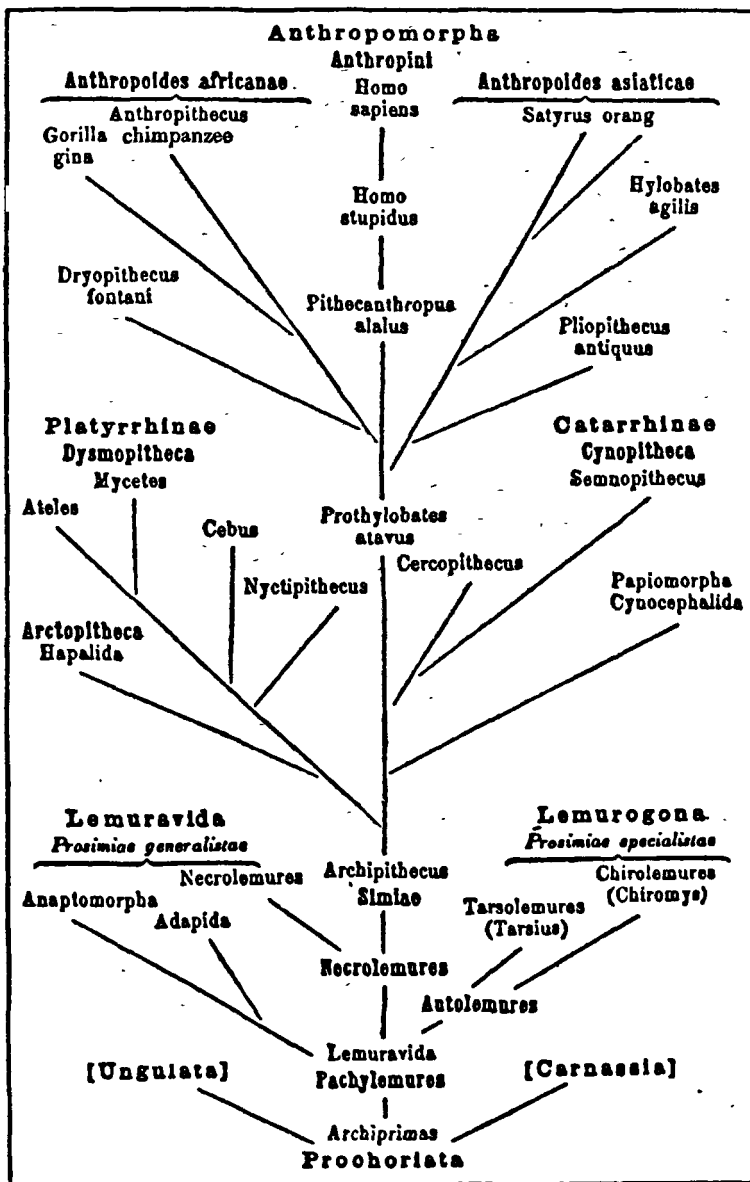 Anthropomorpha
Anthropini
Anthropoides africanae
Homo
sapiens
Anthropoides asiaticae
Anthropithecus
chimpanzee
Gorilla
gina
Satyrus orang
Homo
stupidus
Hylobates
agilis
Dryopithecus
fontani
Pithecanthropus
alalus
Pliopithecus
antiquus
Platyrrhinae
Dysmopitheca
Mycetes
Catarrhinae
Cynopitheca
Semnopithecus
Ateles
Cebus
Prothylobates
atavus
Nyctipithecus
Cercopithecus
Papiomorpha
Cynocephalida
Arctopitheca
Hapalida
Lemuravida
Prosimiae generalistae
Lemurogona
Prosimiae specialistae
Necrolemures
Archipithecus
Simiae
Chirolemures
(Chiromys)
Anaptomorpha
Adapida
Tarsolemures
(Tarsius)
Necrolemures
Autolemures
Lemuravida
Pachylemures
[Ungulata]
[Carnassia]
Archiprimas
Prochoriata